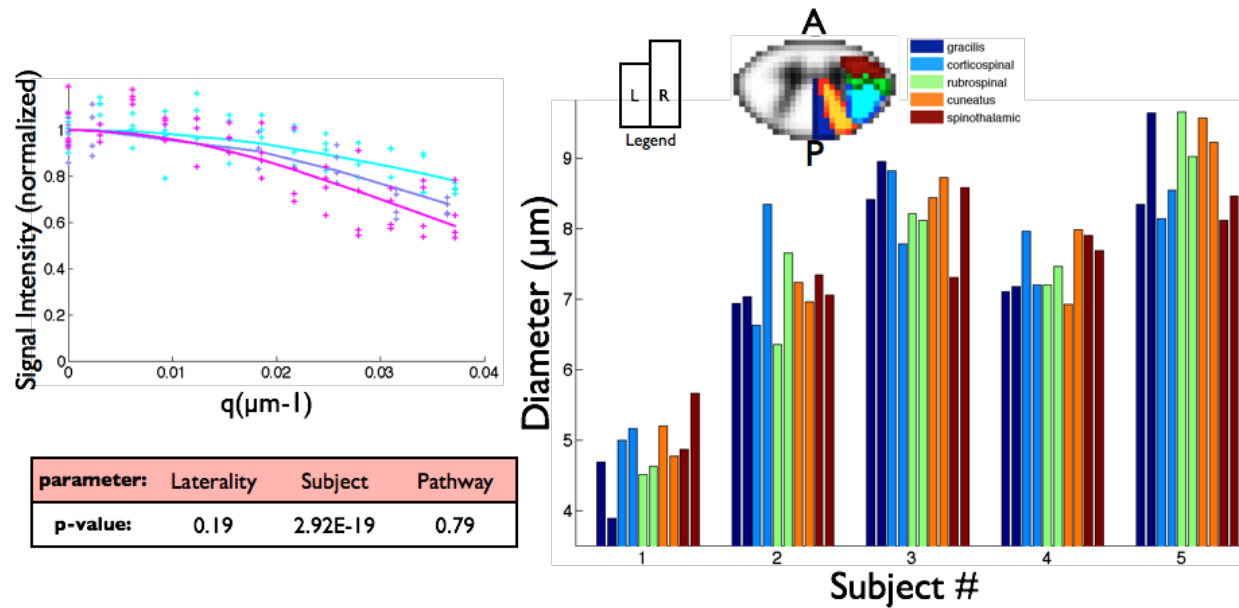 Signal Intensity (normalized)
1
0.8
0.6
0.4
0.2
0
0 0.01 0.02 0.03 0.04
q(μm-1)
parameter: Laterality Subject Pathway
p-value: 0.19 2.92E-19 0.79
L R
Legend
A
P
gracilis
corticospinal
rubrospinal
cuneatus
spinothalamic
Diameter (μm)
9
8
7
6
5
4
1 2 3 4 5
Subject #